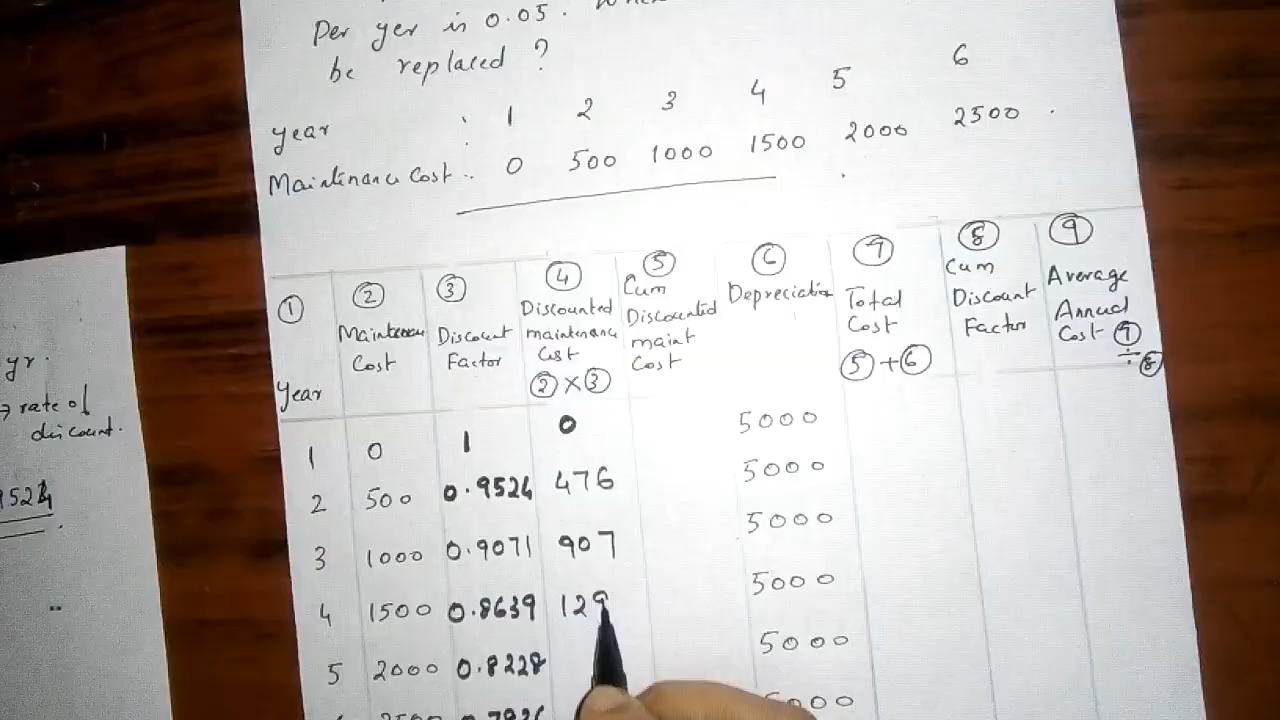 Per yer is 0.05.
be replaced ?
year : 1 2 3 4 5 6
Maintinance Cost : 0 500 1000 1500 2000 2500 .
① ② ③ ④ ⑤ ⑥ ⑦ ⑧ ⑨
Year
Maintenance Cost
Discount Factor
Discounted maintenance Cost ② × ③
Cum Discounted maint Cost
Depreciation
Total Cost ⑤ + ⑥
Cum Discount Factor
Average Annual Cost ⑦ ÷ ⑧
1 0 1 0 5000
2 500 0.9524 476 5000
3 1000 0.9071 907 5000
4 1500 0.8639 129 5000
5 2000 0.8228 5000
yr.
→ rate of
discount.